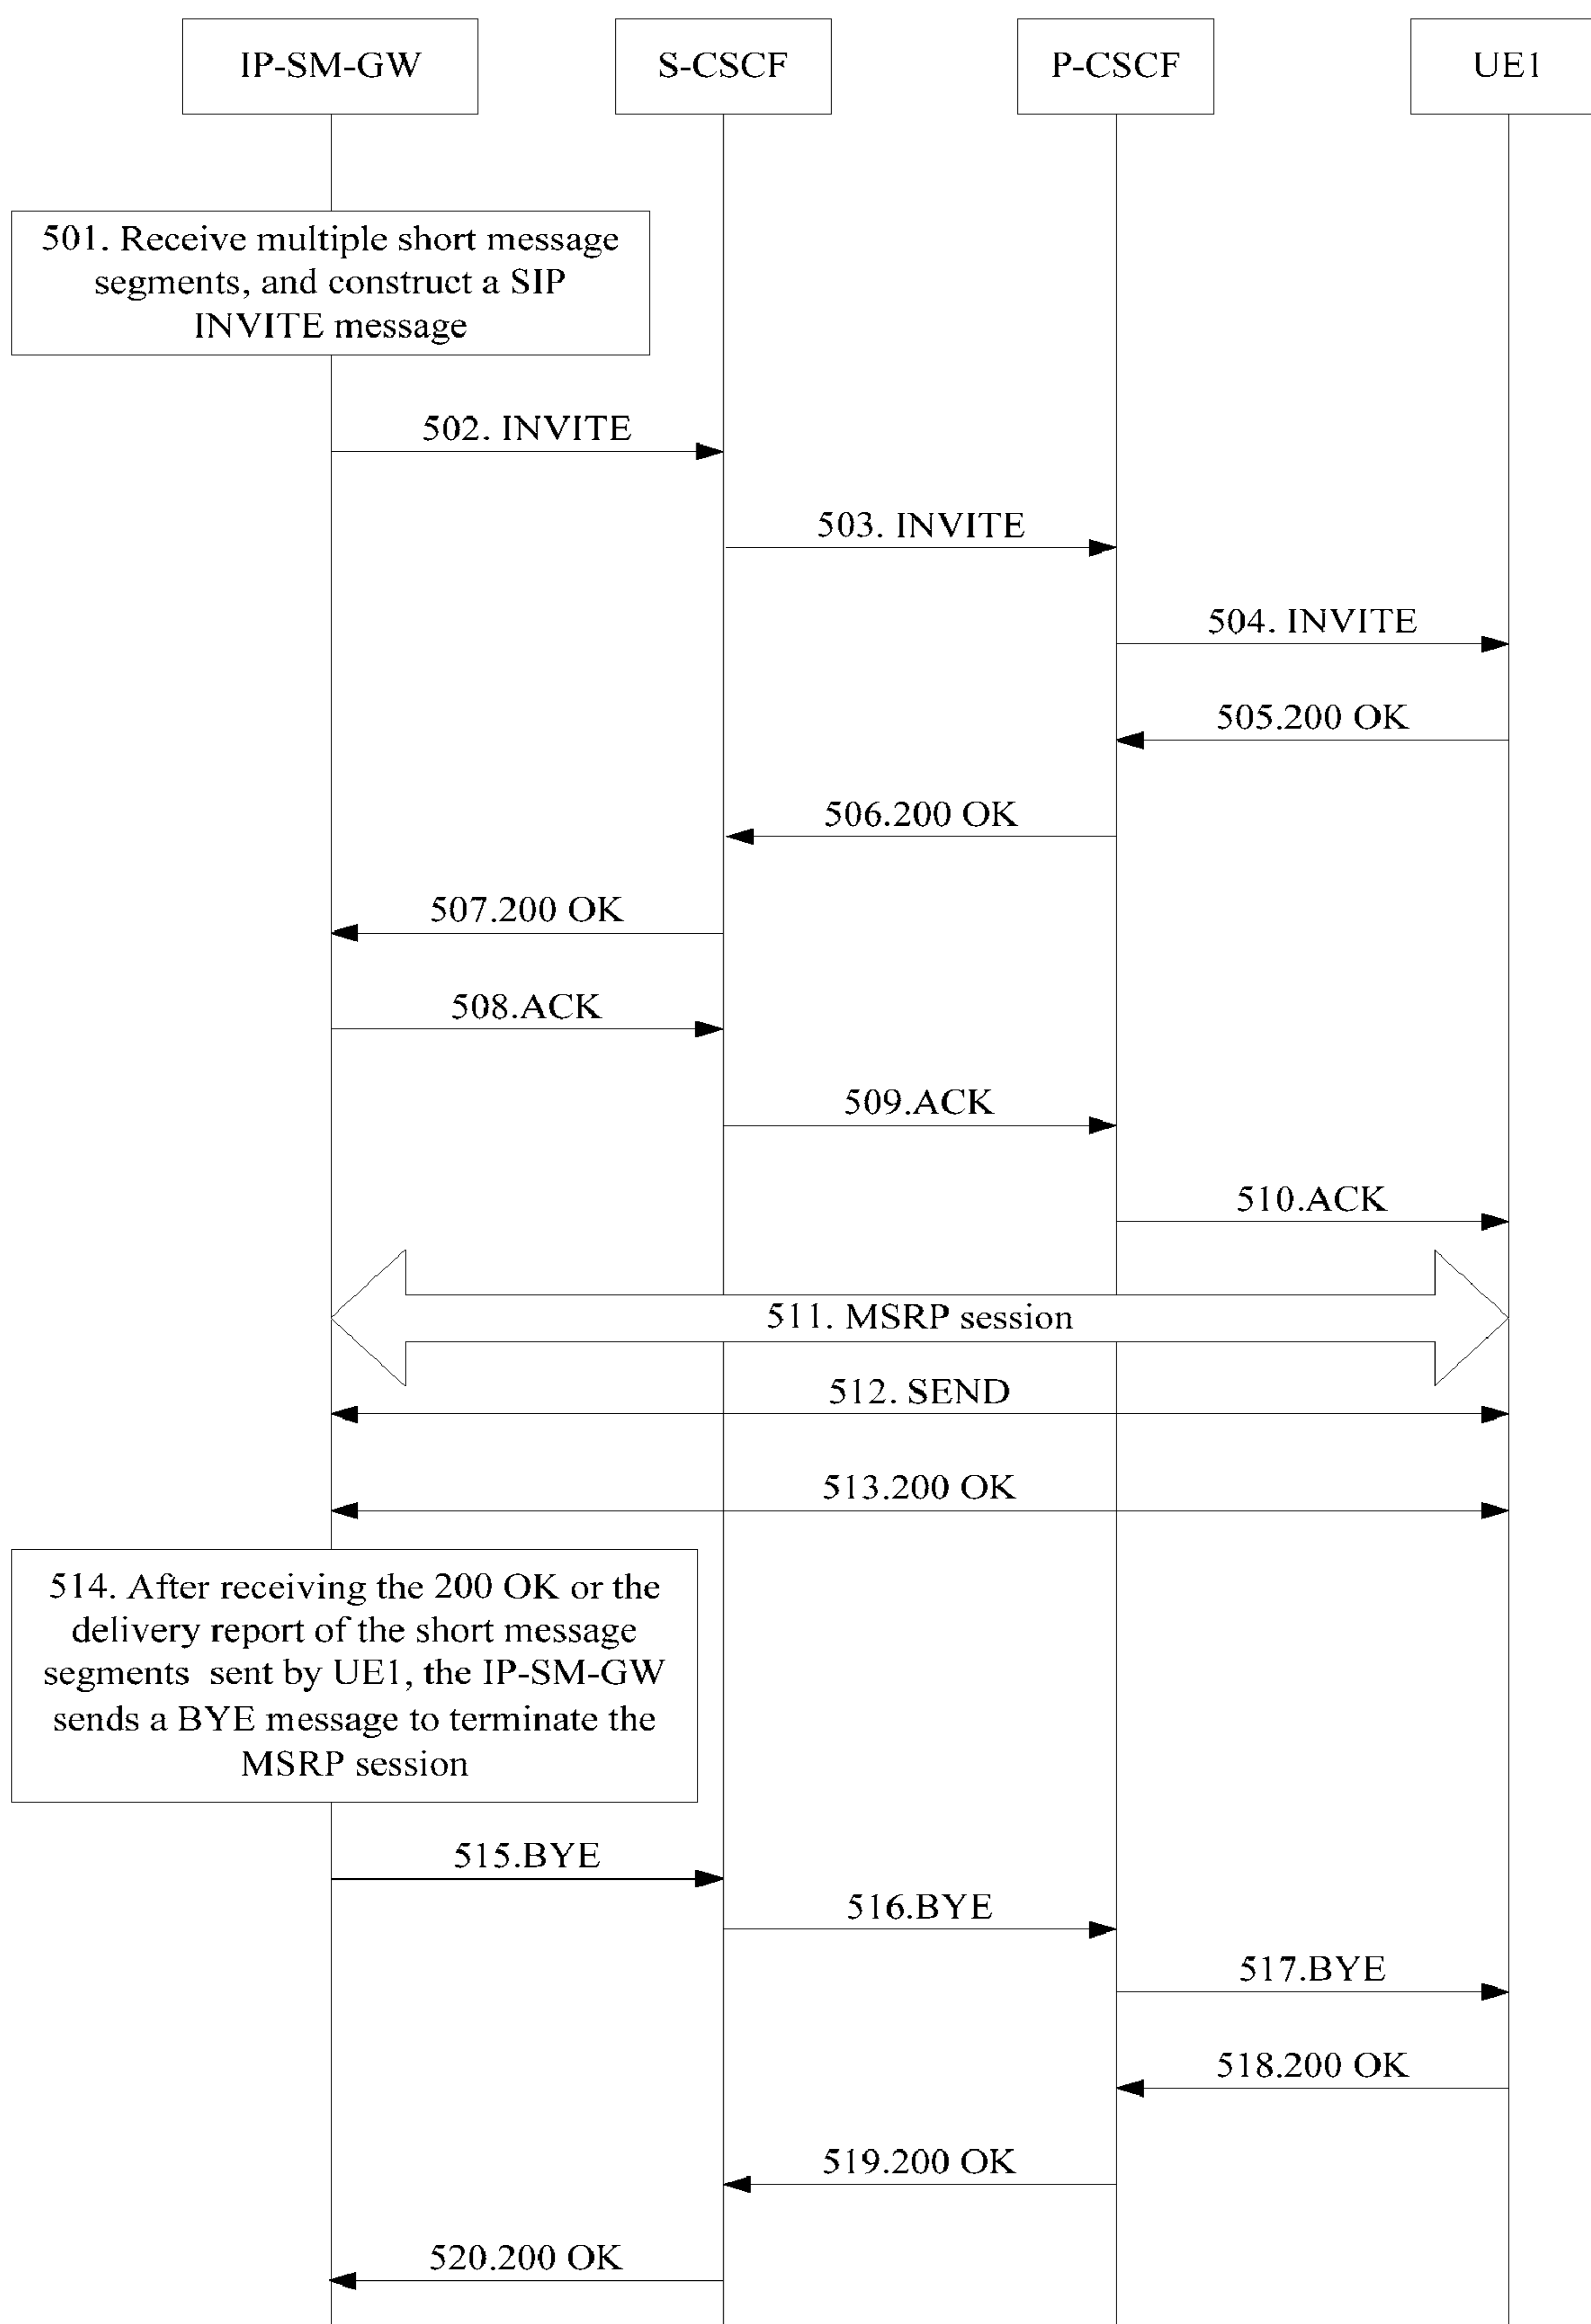 IP-SM-GW
S-CSCF
P-CSCF
UE1
501. Receive multiple short message
segments, and construct a SIP
INVITE message
502. INVITE
503. INVITE
504. INVITE
505.200 OK
506.200 OK
507.200 OK
508.ACK
509.ACK
510.ACK
511. MSRP session
512. SEND
513.200 OK
514. After receiving the 200 OK or the
delivery report of the short message
segments sent by UE1, the IP-SM-GW
sends a BYE message to terminate the
MSRP session
515.BYE
516.BYE
517.BYE
518.200 OK
519.200 OK
520.200 OK